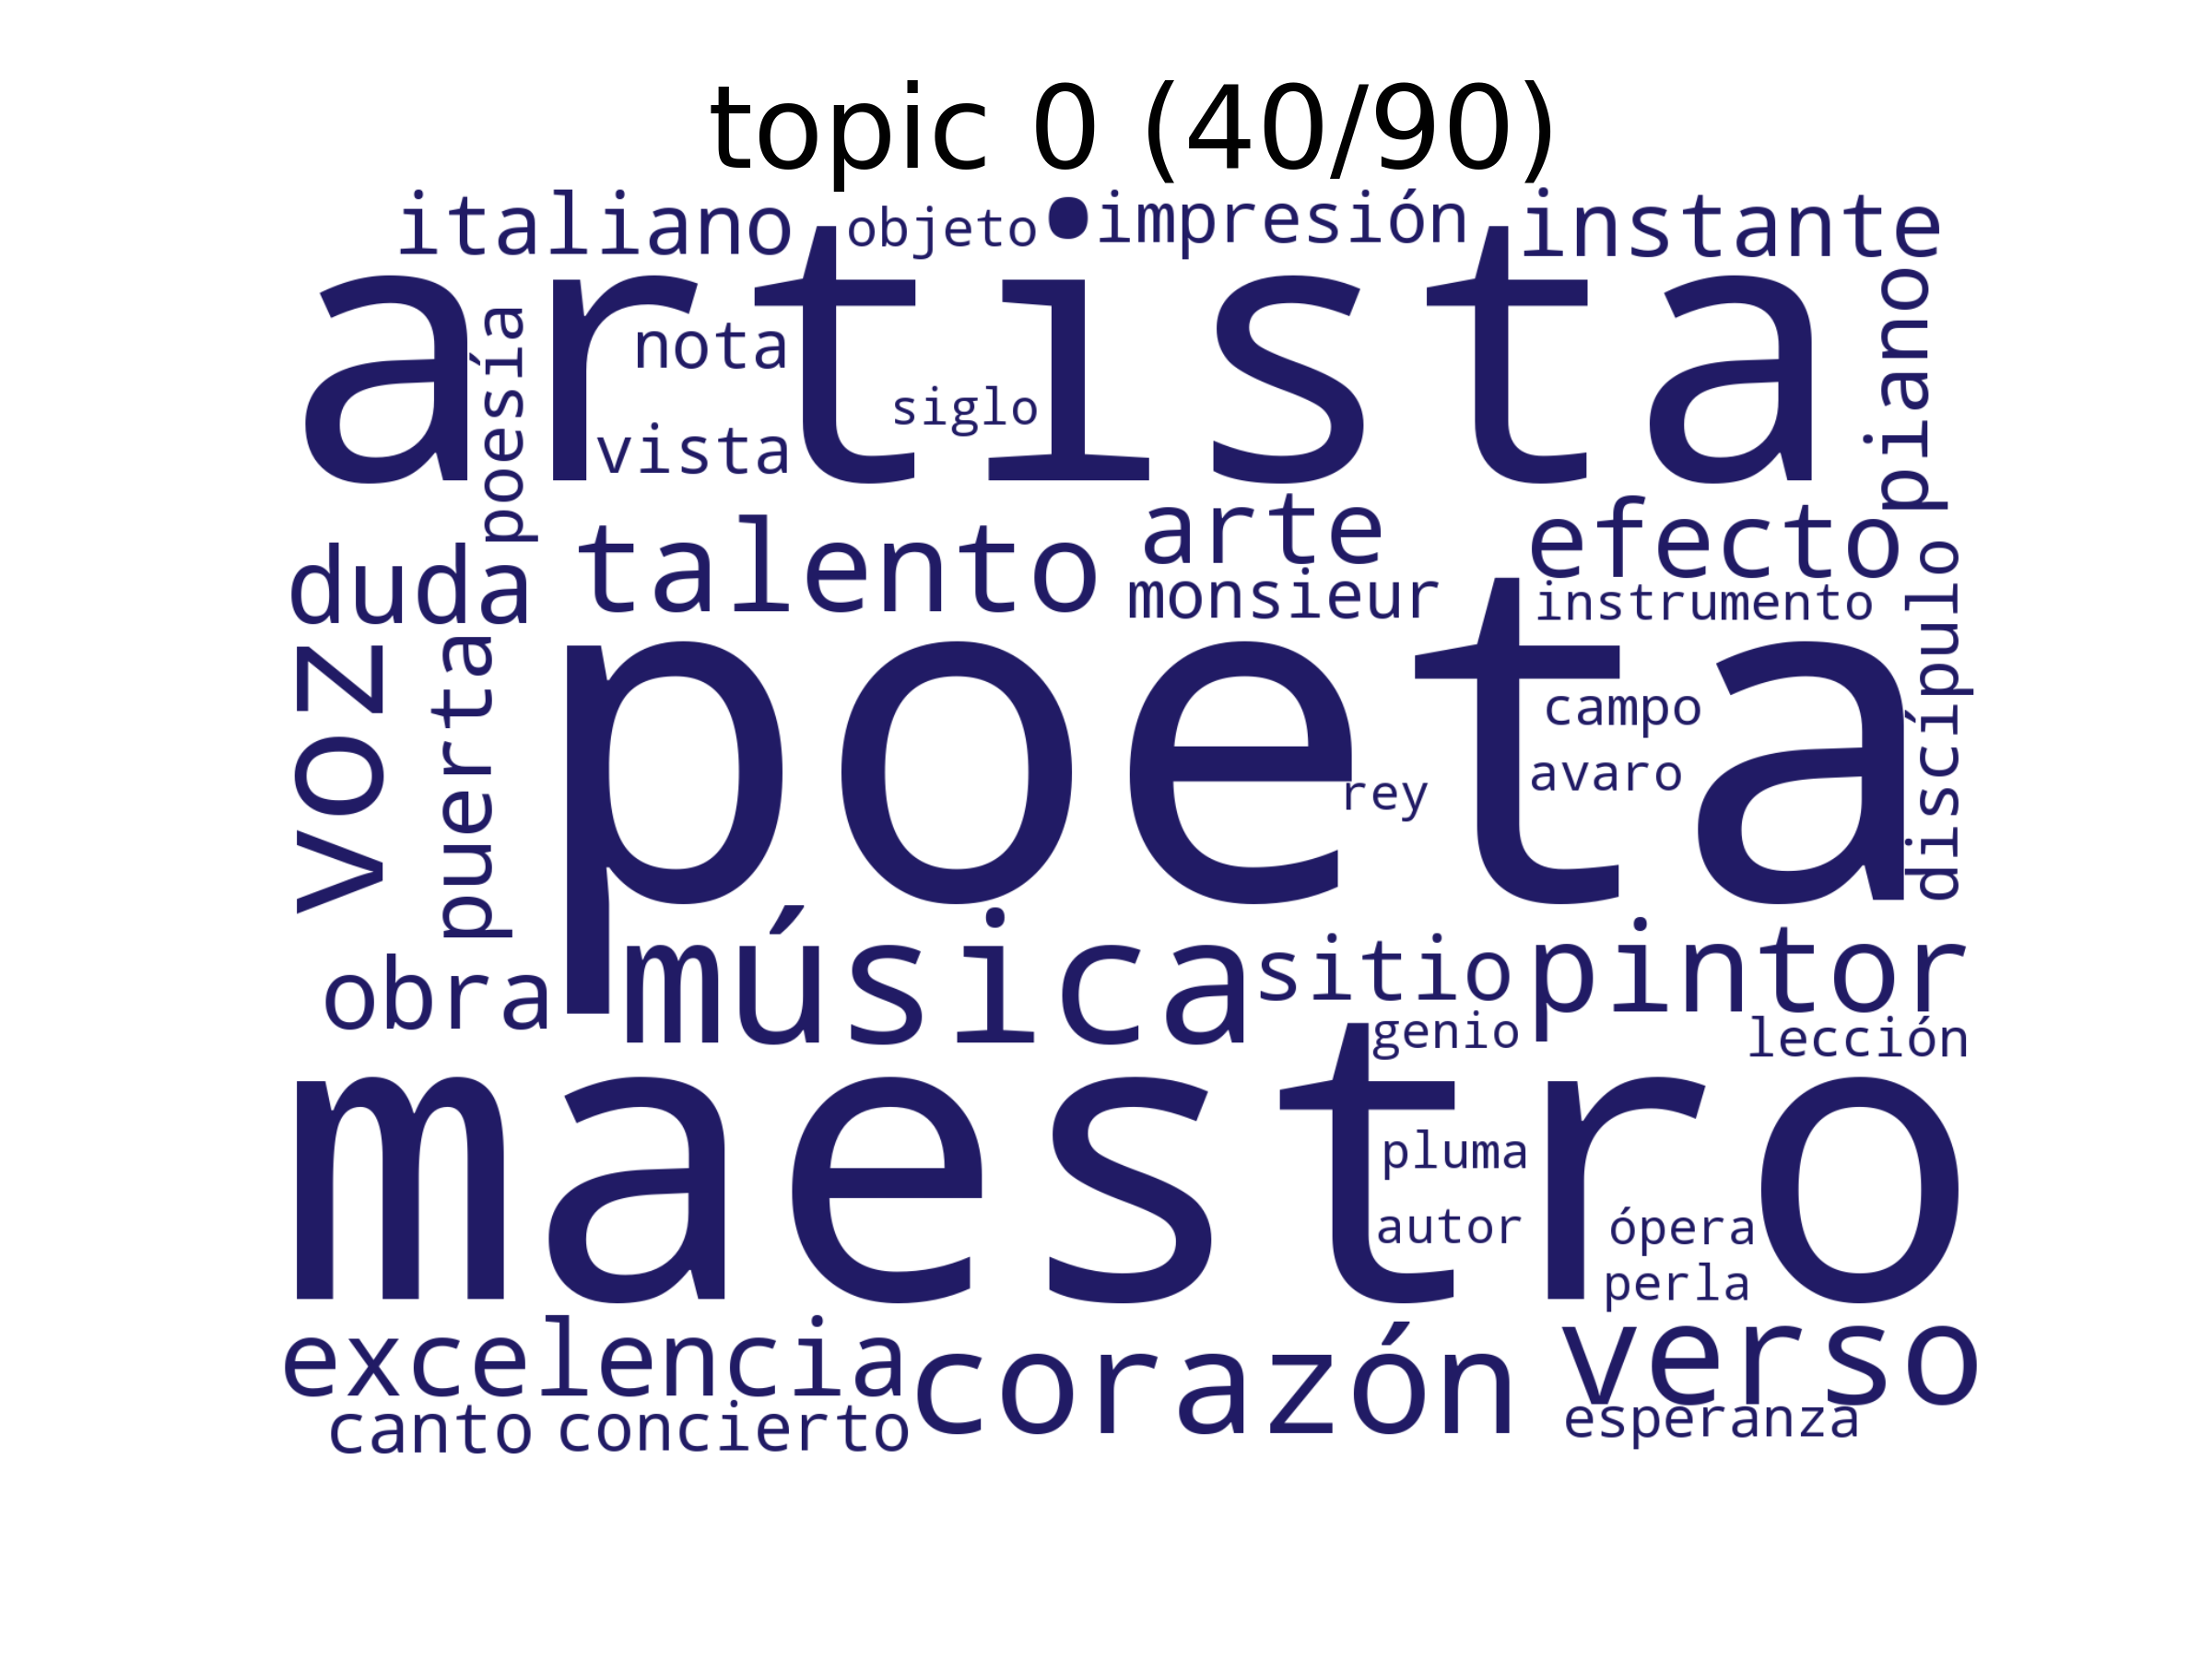 topic 0 (40/90)
italiano objeto impresión instante
artista
poesía nota siglo vista piano
talento arte efecto
duda monsieur instrumento
voz puerta poeta discípulo
campo
rey avaro
obra música sitio pintor
genio lección
maestro
pluma
autor ópera
perla
excelencia corazón verso
canto concierto esperanza